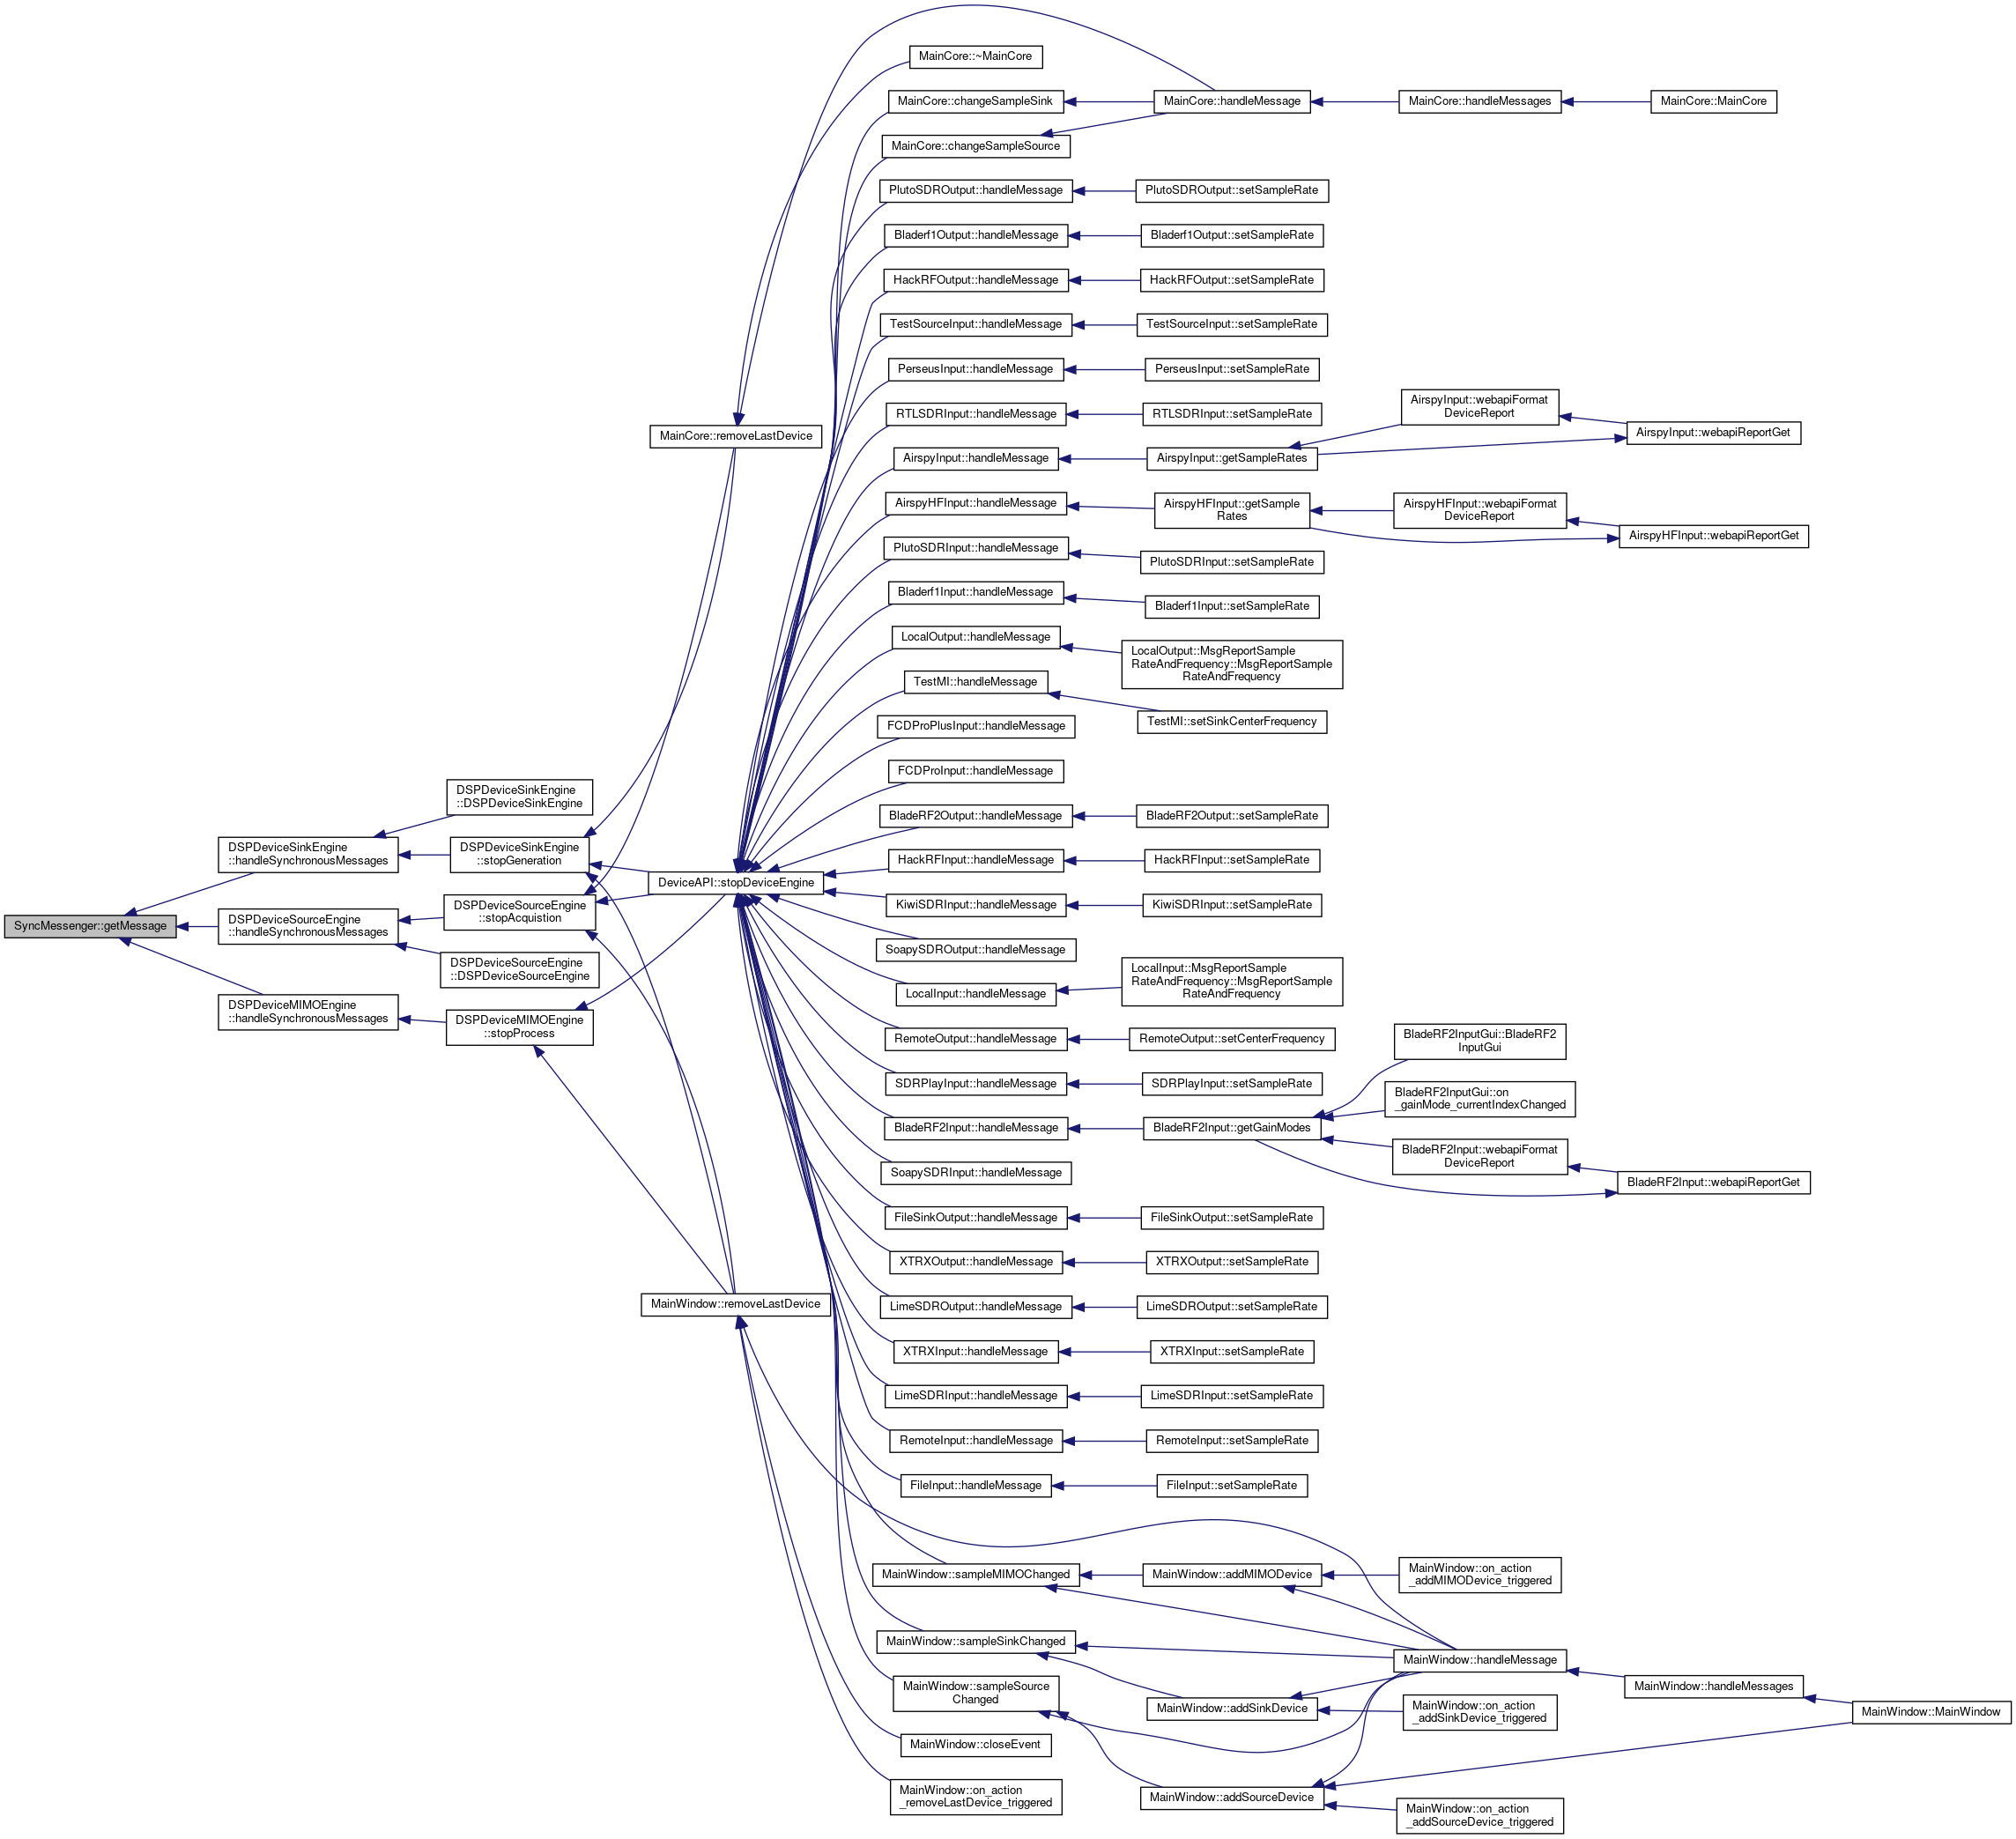 SyncMessenger::getMessage
DSPDeviceSinkEngine
::handleSynchronousMessages
DSPDeviceSourceEngine
::handleSynchronousMessages
DSPDeviceMIMOEngine
::handleSynchronousMessages
DSPDeviceSinkEngine
::DSPDeviceSinkEngine
DSPDeviceSinkEngine
::stopGeneration
DSPDeviceSourceEngine
::stopAcquistion
DSPDeviceSourceEngine
::DSPDeviceSourceEngine
DSPDeviceMIMOEngine
::stopProcess
MainCore::removeLastDevice
DeviceAPI::stopDeviceEngine
MainWindow::removeLastDevice
MainCore::~MainCore
MainCore::changeSampleSink
MainCore::changeSampleSource
PlutoSDROutput::handleMessage
Bladerf1Output::handleMessage
HackRFOutput::handleMessage
TestSourceInput::handleMessage
PerseusInput::handleMessage
RTLSDRInput::handleMessage
AirspyInput::handleMessage
AirspyHFInput::handleMessage
PlutoSDRInput::handleMessage
Bladerf1Input::handleMessage
LocalOutput::handleMessage
TestMI::handleMessage
FCDProPlusInput::handleMessage
FCDProInput::handleMessage
BladeRF2Output::handleMessage
HackRFInput::handleMessage
KiwiSDRInput::handleMessage
SoapySDROutput::handleMessage
LocalInput::handleMessage
RemoteOutput::handleMessage
SDRPlayInput::handleMessage
BladeRF2Input::handleMessage
SoapySDRInput::handleMessage
FileSinkOutput::handleMessage
XTRXOutput::handleMessage
LimeSDROutput::handleMessage
XTRXInput::handleMessage
LimeSDRInput::handleMessage
RemoteInput::handleMessage
FileInput::handleMessage
MainWindow::sampleMIMOChanged
MainWindow::sampleSinkChanged
MainWindow::sampleSource
Changed
MainWindow::closeEvent
MainWindow::on_action
_removeLastDevice_triggered
MainCore::handleMessage
PlutoSDROutput::setSampleRate
Bladerf1Output::setSampleRate
HackRFOutput::setSampleRate
TestSourceInput::setSampleRate
PerseusInput::setSampleRate
RTLSDRInput::setSampleRate
AirspyInput::getSampleRates
AirspyHFInput::getSample
Rates
PlutoSDRInput::setSampleRate
Bladerf1Input::setSampleRate
LocalOutput::MsgReportSample
RateAndFrequency::MsgReportSample
RateAndFrequency
TestMI::setSinkCenterFrequency
BladeRF2Output::setSampleRate
HackRFInput::setSampleRate
KiwiSDRInput::setSampleRate
LocalInput::MsgReportSample
RateAndFrequency::MsgReportSample
RateAndFrequency
RemoteOutput::setCenterFrequency
SDRPlayInput::setSampleRate
BladeRF2Input::getGainModes
FileSinkOutput::setSampleRate
XTRXOutput::setSampleRate
LimeSDROutput::setSampleRate
XTRXInput::setSampleRate
LimeSDRInput::setSampleRate
RemoteInput::setSampleRate
FileInput::setSampleRate
MainWindow::addMIMODevice
MainWindow::addSinkDevice
MainWindow::addSourceDevice
MainCore::handleMessages
AirspyInput::webapiFormat
DeviceReport
AirspyHFInput::webapiFormat
DeviceReport
BladeRF2InputGui::BladeRF2
InputGui
BladeRF2InputGui::on
_gainMode_currentIndexChanged
BladeRF2Input::webapiFormat
DeviceReport
MainWindow::on_action
_addMIMODevice_triggered
MainWindow::handleMessage
MainWindow::on_action
_addSinkDevice_triggered
MainWindow::on_action
_addSourceDevice_triggered
MainCore::MainCore
AirspyInput::webapiReportGet
AirspyHFInput::webapiReportGet
BladeRF2Input::webapiReportGet
MainWindow::handleMessages
MainWindow::MainWindow